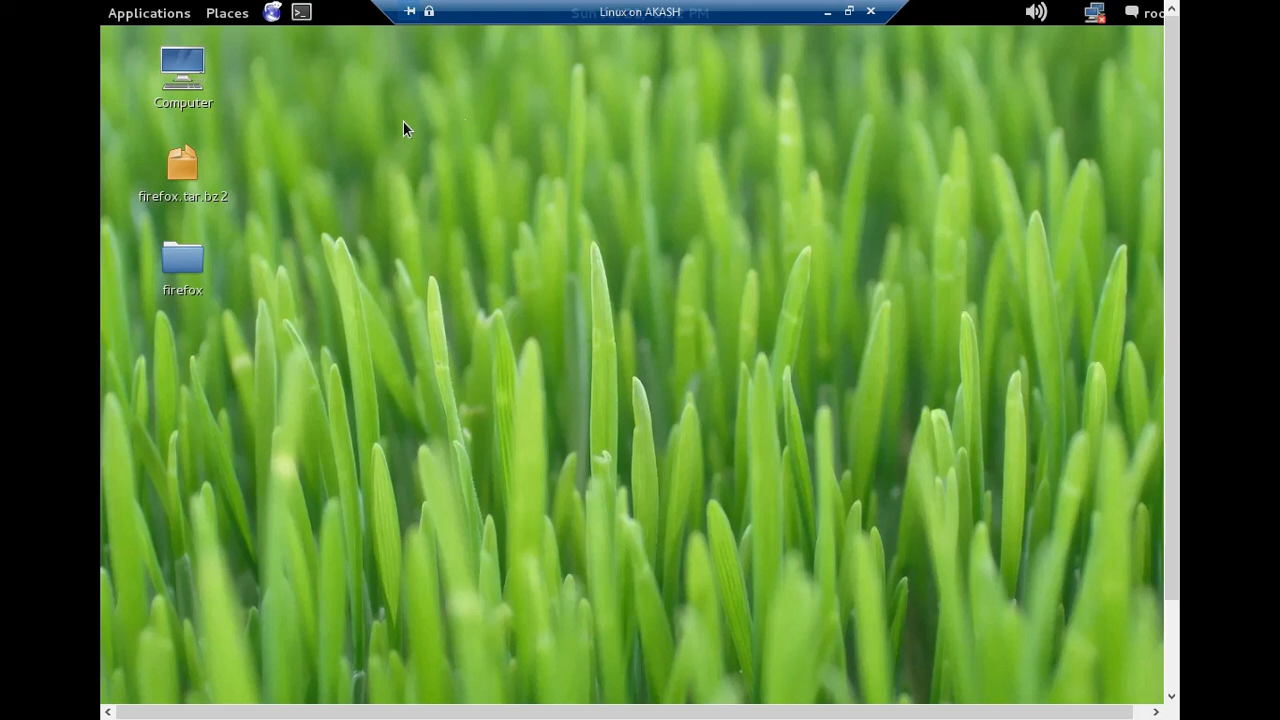 Applications Places
Linux on AKASH
Computer
firefox.tar.bz2
firefox